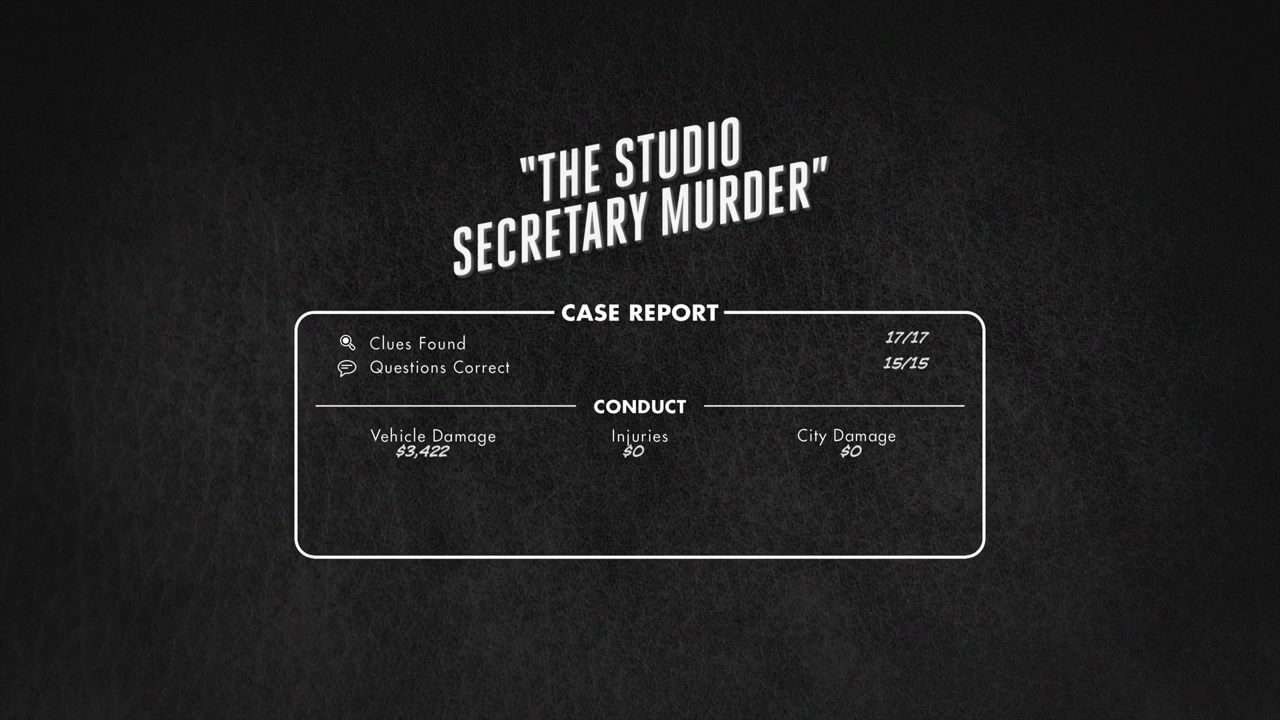 "THE STUDIO
SECRETARY MURDER"
CASE REPORT
Clues Found 17/17
Questions Correct 15/15
CONDUCT
Vehicle Damage Injuries City Damage
$3,422 $0 $0